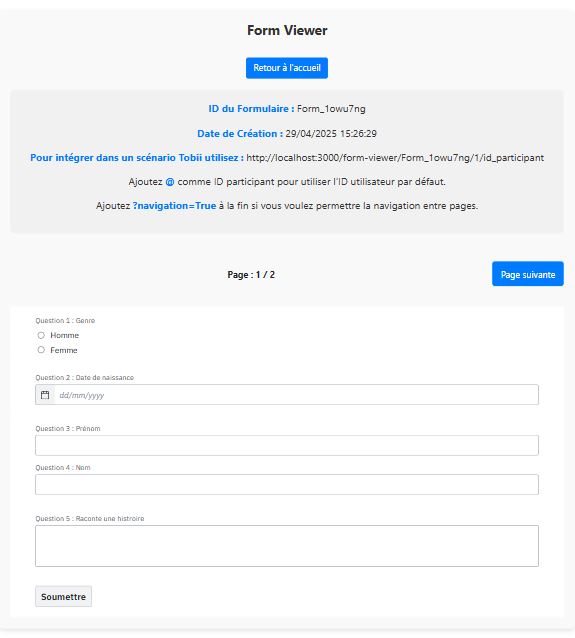 Form Viewer
Retour à l'accueil
ID du Formulaire : Form_1owu7ng
Date de Création : 29/04/2025 15:26:29
Pour intégrer dans un scénario Tobii utilisez : http://localhost:3000/form-viewer/Form_1owu7ng/1/id_participant
Ajoutez @ comme ID participant pour utiliser l'ID utilisateur par défaut.
Ajoutez ?navigation=True à la fin si vous voulez permettre la navigation entre pages.
Page : 1 / 2
Page suivante
Question 1 : Genre
Homme
Femme
Question 2 : Date de naissance
dd/mm/yyyy
Question 3 : Prénom
Question 4 : Nom
Question 5 : Raconte une histroire
Soumettre